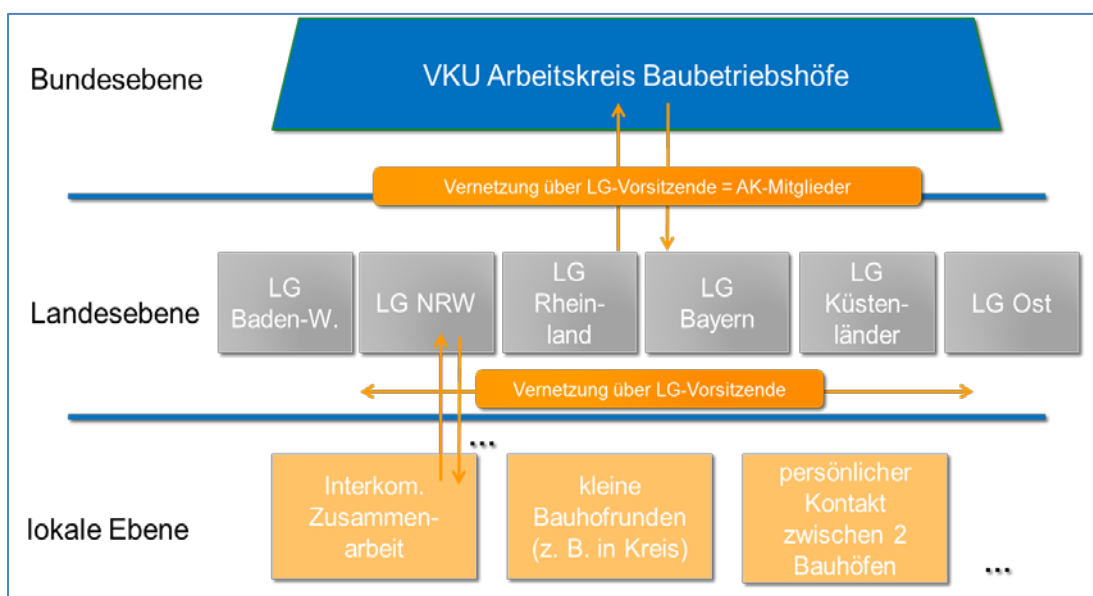 Bundesebene
VKU Arbeitskreis Baubetriebshöfe
Vernetzung über LG-Vorsitzende = AK-Mitglieder
Landesebene
LG
Baden-W.
LG NRW
LG
Rhein-
land
LG
Bayern
LG
Küsten-
länder
LG Ost
Vernetzung über LG-Vorsitzende
...
lokale Ebene
Interkom.
Zusammen-
arbeit
kleine
Bauhofrunden
(z. B. in Kreis)
persönlicher
Kontakt
zwischen 2
Bauhöfen
...